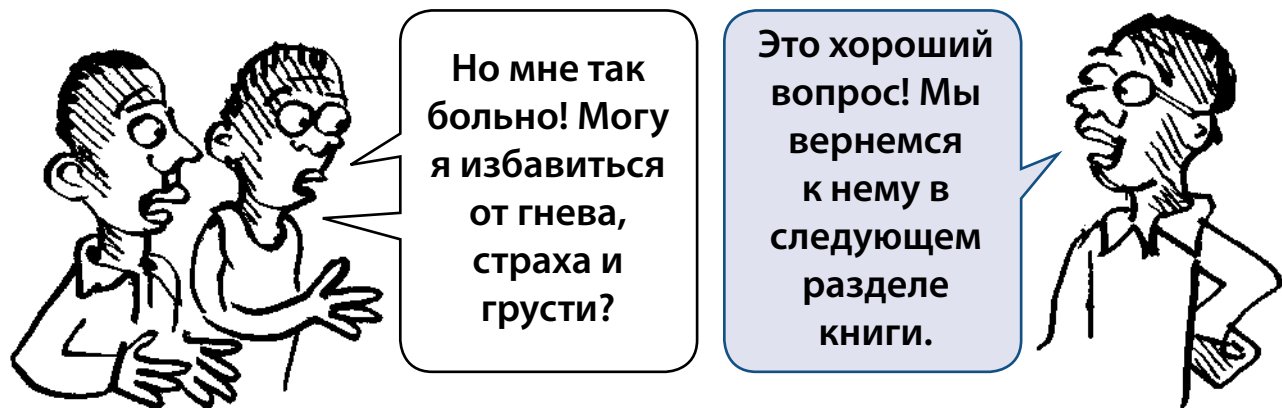 Но мне так
больно! Могу
я избавиться
от гнева,
страха и
грусти?
Это хороший
вопрос! Мы
вернемся
к нему в
следующем
разделе
книги.